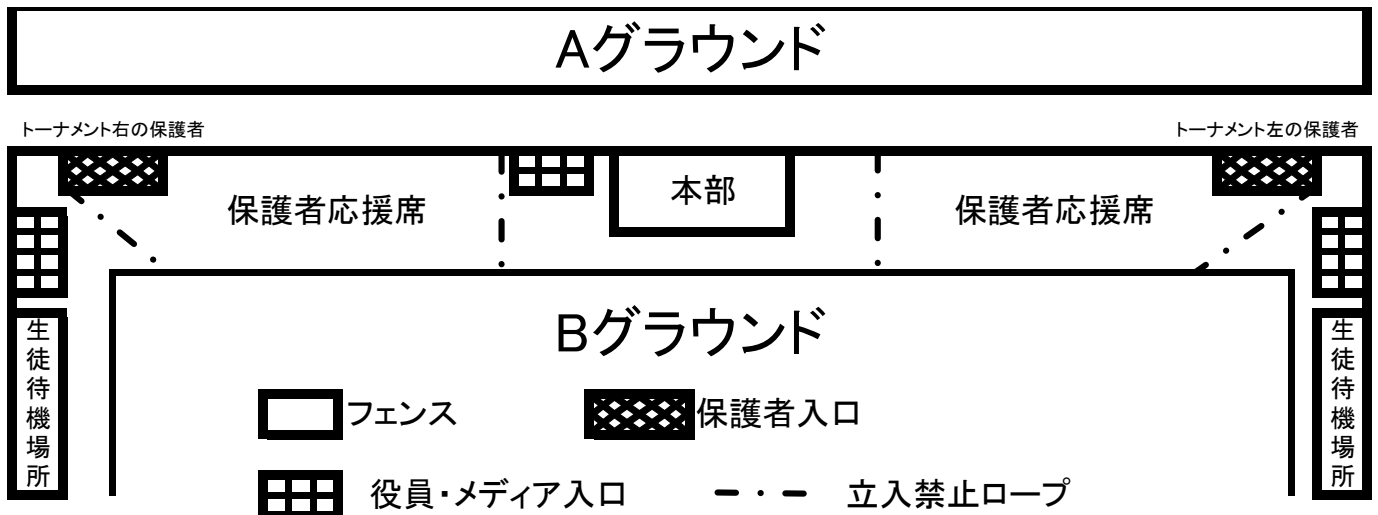 Aグラウンド
トーナメント右の保護者
トーナメント左の保護者
保護者応援席
本部
保護者応援席
生徒待機場所
生徒待機場所
Bグラウンド
フェンス
保護者入口
役員・メディア入口
立入禁止ロープ